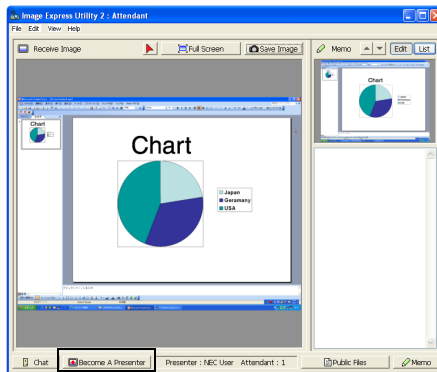 Image Express Utility 2 : Attendant
File Edit View Help
Receive Image
Full Screen
Save Image
Memo
Edit
List
Chart
Japan
Geramany
USA
Chart
Chart
Chat
Become A Presenter
Presenter : NEC User Attendant : 1
Public Files
Memo